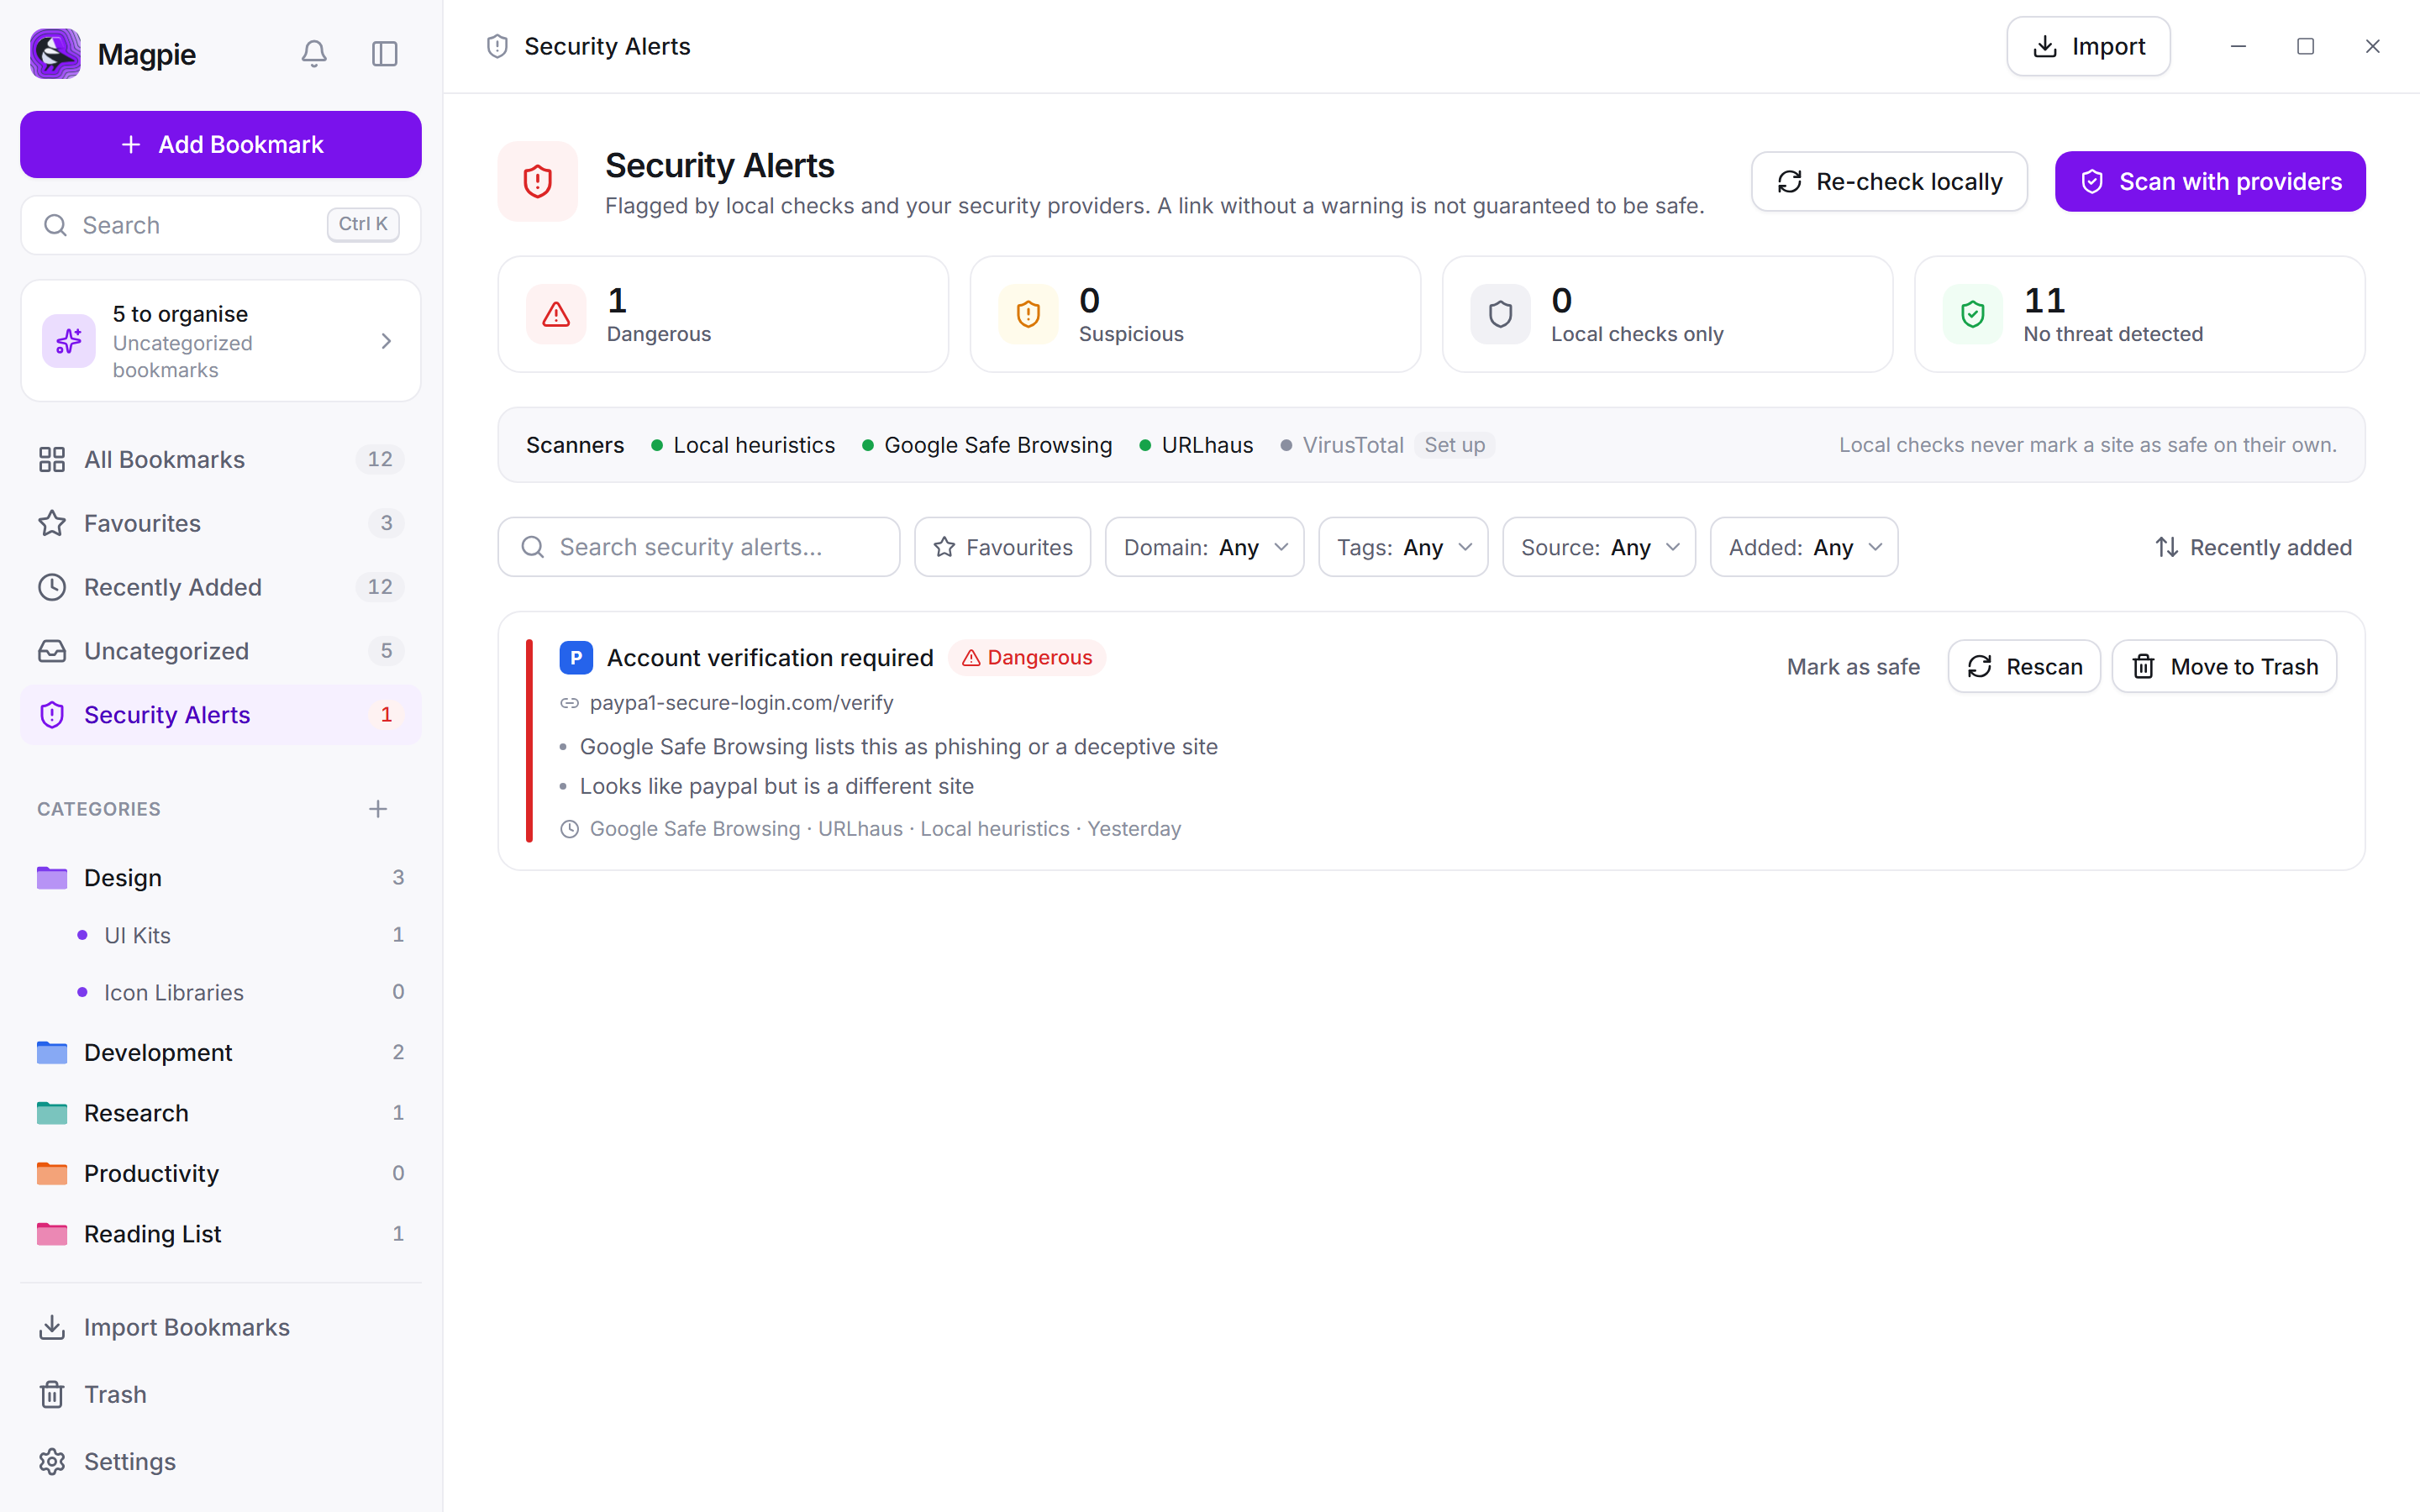 Magpie
Add Bookmark
Search
Ctrl K
5 to organise
Uncategorized
bookmarks
All Bookmarks 12
Favourites 3
Recently Added 12
Uncategorized 5
Security Alerts 1
CATEGORIES
Design 3
UI Kits 1
Icon Libraries 0
Development 2
Research 1
Productivity 0
Reading List 1
Import Bookmarks
Trash
Settings
Security Alerts
Import
Security Alerts
Flagged by local checks and your security providers. A link without a warning is not guaranteed to be safe.
Re-check locally
Scan with providers
1
Dangerous
0
Suspicious
0
Local checks only
11
No threat detected
Scanners Local heuristics Google Safe Browsing URLhaus VirusTotal Set up
Local checks never mark a site as safe on their own.
Search security alerts...
Favourites
Domain: Any
Tags: Any
Source: Any
Added: Any
Recently added
P
Account verification required
Dangerous
Mark as safe
Rescan
Move to Trash
paypa1-secure-login.com/verify
• Google Safe Browsing lists this as phishing or a deceptive site
• Looks like paypal but is a different site
Google Safe Browsing · URLhaus · Local heuristics · Yesterday